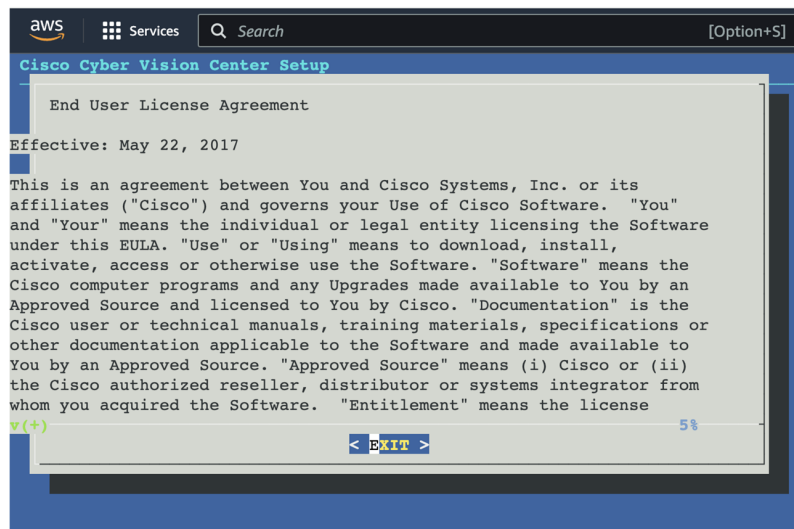 aws
Services
Search
[Option+S]
Cisco Cyber Vision Center Setup
End User License Agreement
Effective: May 22, 2017
This is an agreement between You and Cisco Systems, Inc. or its
affiliates ("Cisco") and governs your Use of Cisco Software.  "You"
and "Your" means the individual or legal entity licensing the Software
under this EULA. "Use" or "Using" means to download, install,
activate, access or otherwise use the Software. "Software" means the
Cisco computer programs and any Upgrades made available to You by an
Approved Source and licensed to You by Cisco. "Documentation" is the
Cisco user or technical manuals, training materials, specifications or
other documentation applicable to the Software and made available to
You by an Approved Source. "Approved Source" means (i) Cisco or (ii)
the Cisco authorized reseller, distributor or systems integrator from
whom you acquired the Software.  "Entitlement" means the license
v(+)
5%
< EXIT >